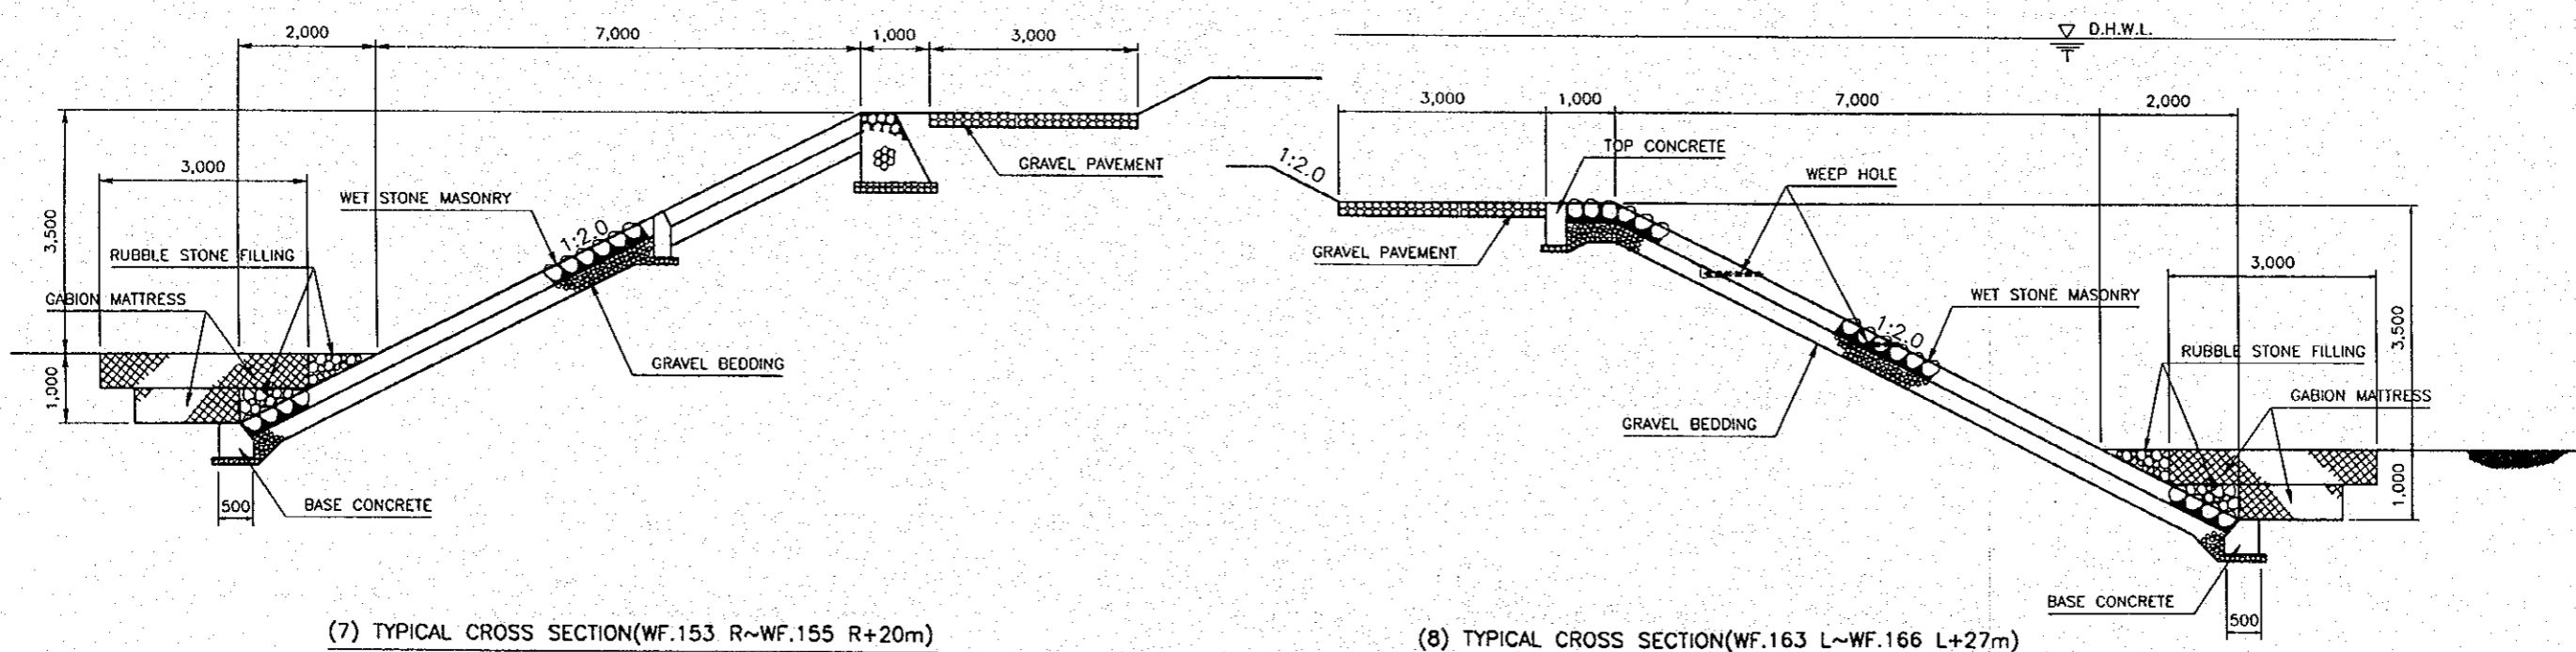 2,000
7,000
1,000
3,000
3,500
3,000
1,000
WET STONE MASONRY
RUBBLE STONE FILLING
GABION MATTRESS
1:2.0
GRAVEL PAVEMENT
GRAVEL BEDDING
500
BASE CONCRETE
(7) TYPICAL CROSS SECTION(WF.153 R~WF.155 R+20m)
D.H.W.L.
3,000
1,000
7,000
2,000
1:2.0
TOP CONCRETE
WEEP HOLE
GRAVEL PAVEMENT
3,000
WET STONE MASONRY
1:2.0
3,500
RUBBLE STONE FILLING
GABION MATTRESS
GRAVEL BEDDING
1,000
BASE CONCRETE
500
(8) TYPICAL CROSS SECTION(WF.163 L~WF.166 L+27m)